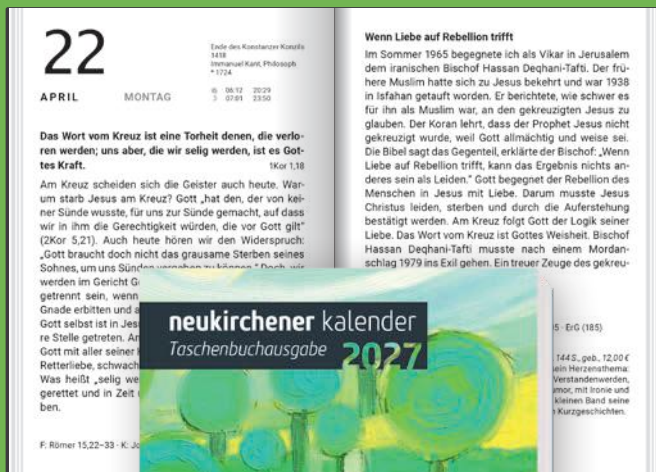 22
APRIL MONTAG
Ende des Konstanzer Konzils
1418
Immanuel Kant, Philosoph
* 1724
06:12 20:29
07:01 23:50
Das Wort vom Kreuz ist eine Torheit denen, die verlo-
ren werden; uns aber, die wir selig werden, ist es Got-
tes Kraft. 1Kor 1,18
Am Kreuz scheiden sich die Geister auch heute. War-
um starb Jesus am Kreuz? Gott „hat den, der von kei-
ner Sünde wusste, für uns zur Sünde gemacht, auf dass
wir in ihm die Gerechtigkeit würden, die vor Gott gilt"
(2Kor 5,21). Auch heute hören wir den Widerspruch:
„Gott braucht doch nicht das grausame Sterben seines
Sohnes, um uns Sünden vergeben zu können." Doch, wir
werden im Gericht
getrennt sein, wenn
Gnade erbitten und
Gott selbst ist in
re Stelle getreten.
Gott mit aller seiner
Retterliebe, schwach
Was heißt „selig
gerettet und in Zeit
ben.
F: Römer 15,22–33 · K:
Wenn Liebe auf Rebellion trifft
Im Sommer 1965 begegnete ich als Vikar in Jerusalem
dem iranischen Bischof Hassan Deqhani-Tafti. Der frü-
here Muslim hatte sich zu Jesus bekehrt und war 1938
in Isfahan getauft worden. Er berichtete, wie schwer es
für ihn als Muslim war, an den gekreuzigten Jesus zu
glauben. Der Koran lehrt, dass der Prophet Jesus nicht
gekreuzigt wurde, weil Gott allmächtig und weise sei.
Die Bibel sagt das Gegenteil, erklärte der Bischof: „Wenn
Liebe auf Rebellion trifft, kann das Ergebnis nichts an-
deres sein als Leiden." Gott begegnet der Rebellion des
Menschen in Jesus mit Liebe. Darum musste Jesus
Christus leiden, sterben und durch die Auferstehung
bestätigt werden. Am Kreuz folgt Gott der Logik seiner
Liebe. Das Wort vom Kreuz ist Gottes Weisheit. Bischof
Hassan Deqhani-Tafti musste nach einem Mordan-
schlag 1979 ins Exil gehen. Ein treuer Zeuge des gekreu-
ErG (185)
144 S., geb., 12,00 €
sein Herzensthema:
Verstandenwerden,
mit Ironie und
kleinen Band seine
Kurzgeschichten.
neukirchener kalender
Taschenbuchausgabe 2027